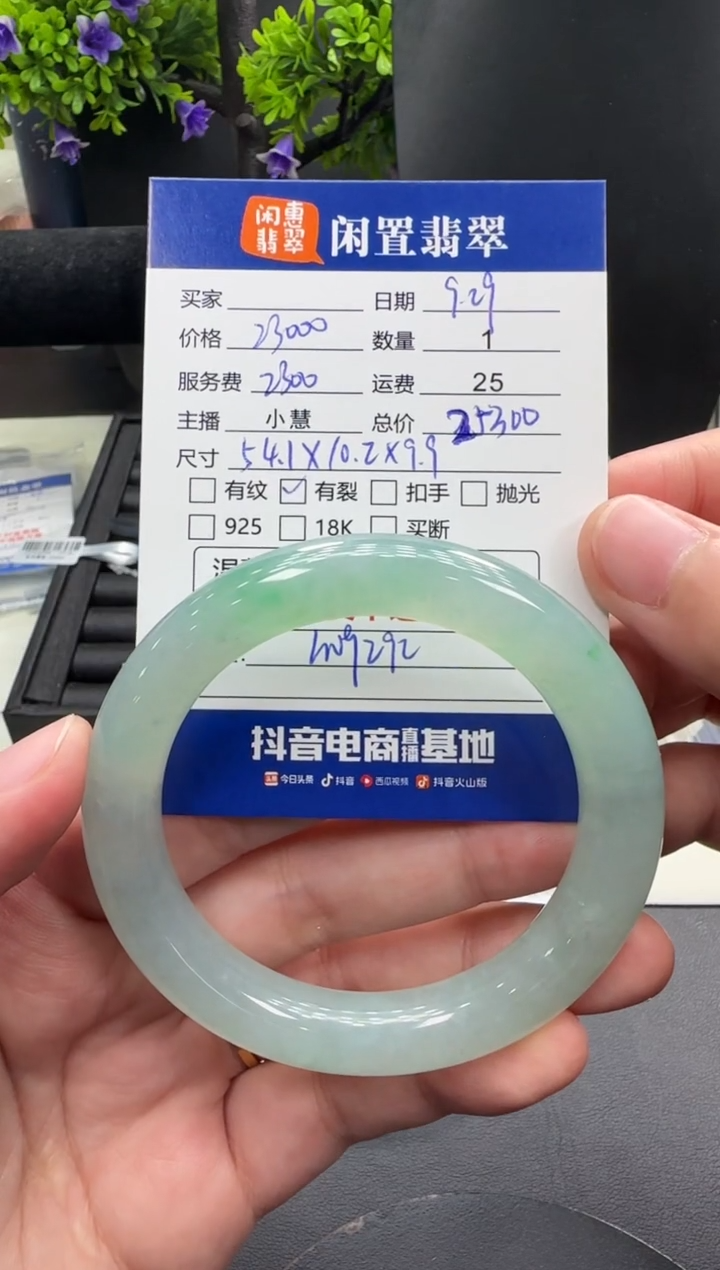 闲惠翡翠 闲置翡翠
买家 日期 9.29
价格 23000 数量 1
服务费 2300 运费 25
主播 小慧 总价 25300
尺寸 54.1X10.2X9.9
有纹 有裂 扣手 抛光
925 18K 买断
抖音电商直播基地
头条 今日头条 抖音 西瓜视频 抖音火山版